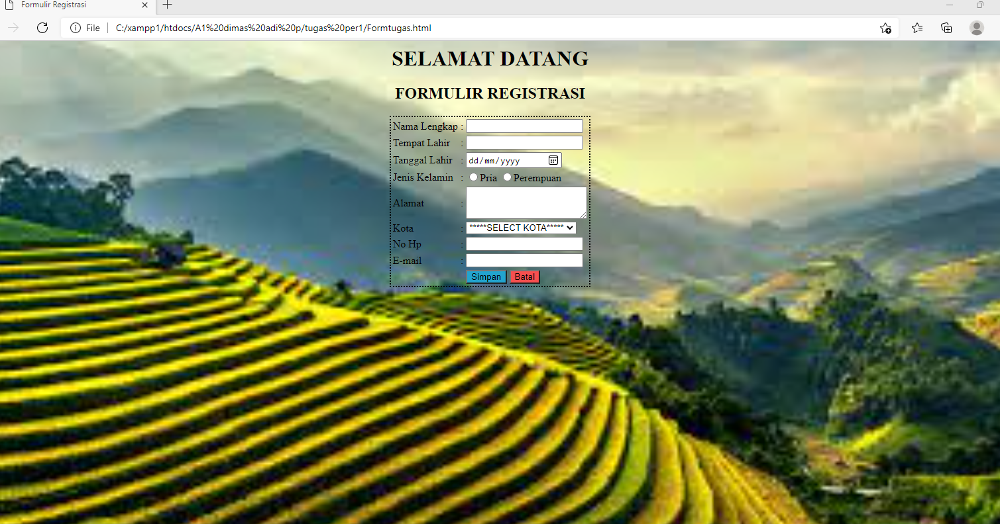 Formulir Registrasi
File C:/xampp1/htdocs/A1%20dimas%20adi%20p/tugas%20per1/Formtugas.html
SELAMAT DATANG
FORMULIR REGISTRASI
Nama Lengkap :
Tempat Lahir :
Tanggal Lahir : dd/mm/yyyy
Jenis Kelamin : Pria Perempuan
Alamat :
Kota : *****SELECT KOTA*****
No Hp :
E-mail :
Simpan Batal